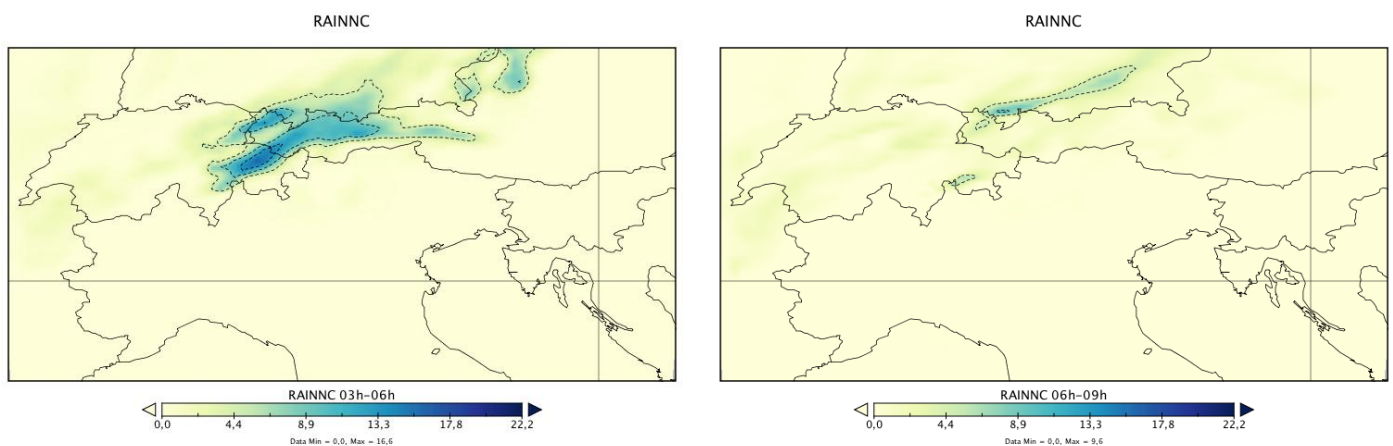 RAINNC
RAINNC
RAINNC 03h-06h
0,0 4,4 8,9 13,3 17,8 22,2
Data Min = 0,0, Max = 16,6
RAINNC 06h-09h
0,0 4,4 8,9 13,3 17,8 22,2
Data Min = 0,0, Max = 9,6